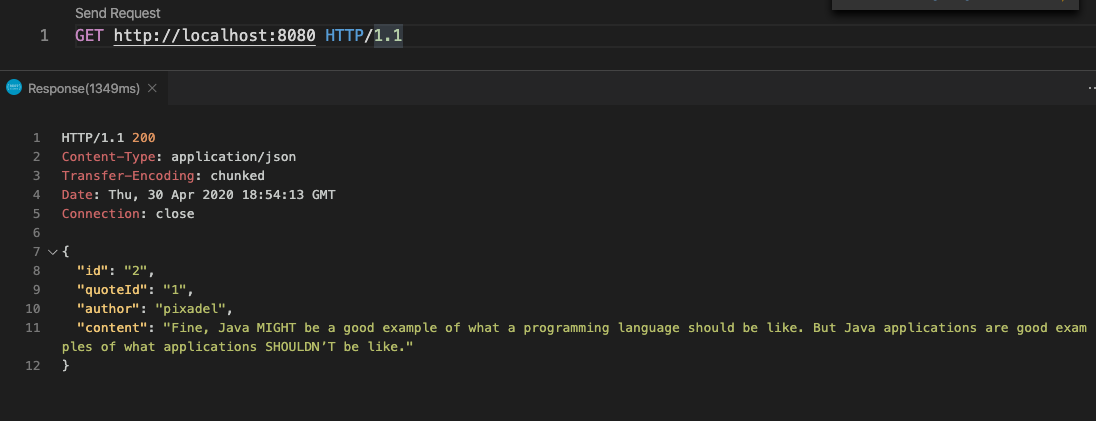 Send Request
1 GET http://localhost:8080 HTTP/1.1
Response(1349ms)
1 HTTP/1.1 200
2 Content-Type: application/json
3 Transfer-Encoding: chunked
4 Date: Thu, 30 Apr 2020 18:54:13 GMT
5 Connection: close
6
7 {
8 "id": "2",
9 "quoteId": "1",
10 "author": "pixadel",
11 "content": "Fine, Java MIGHT be a good example of what a programming language should be like. But Java applications are good exam
ples of what applications SHOULDN’T be like."
12 }